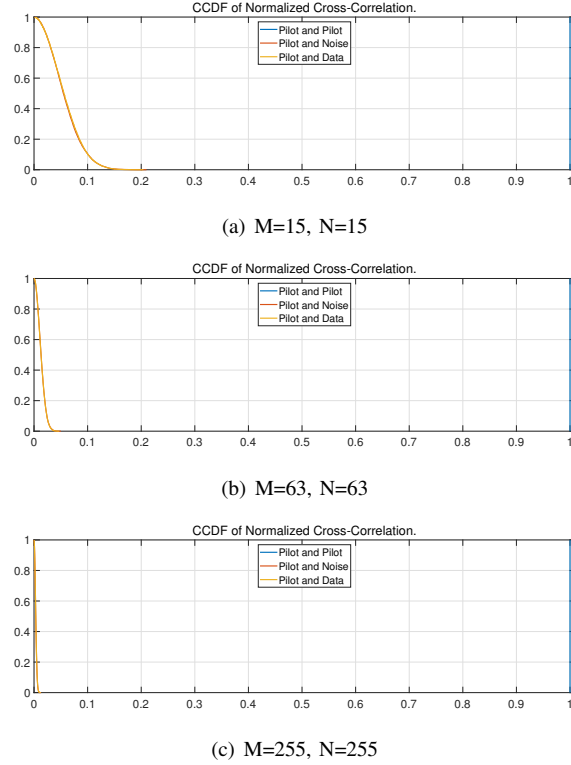 CCDF of Normalized Cross-Correlation.
1
Pilot and Pilot
0.8
Pilot and Noise
Pilot and Data
0.6
0.4
0.2
0
0 0.1 0.2 0.3 0.4 0.5 0.6 0.7 0.8 0.9 1
(a) M=15, N=15
CCDF of Normalized Cross-Correlation.
1
Pilot and Pilot
0.8
Pilot and Noise
Pilot and Data
0.6
0.4
0.2
0
0 0.1 0.2 0.3 0.4 0.5 0.6 0.7 0.8 0.9 1
(b) M=63, N=63
CCDF of Normalized Cross-Correlation.
1
Pilot and Pilot
0.8
Pilot and Noise
Pilot and Data
0.6
0.4
0.2
0
0 0.1 0.2 0.3 0.4 0.5 0.6 0.7 0.8 0.9 1
(c) M=255, N=255